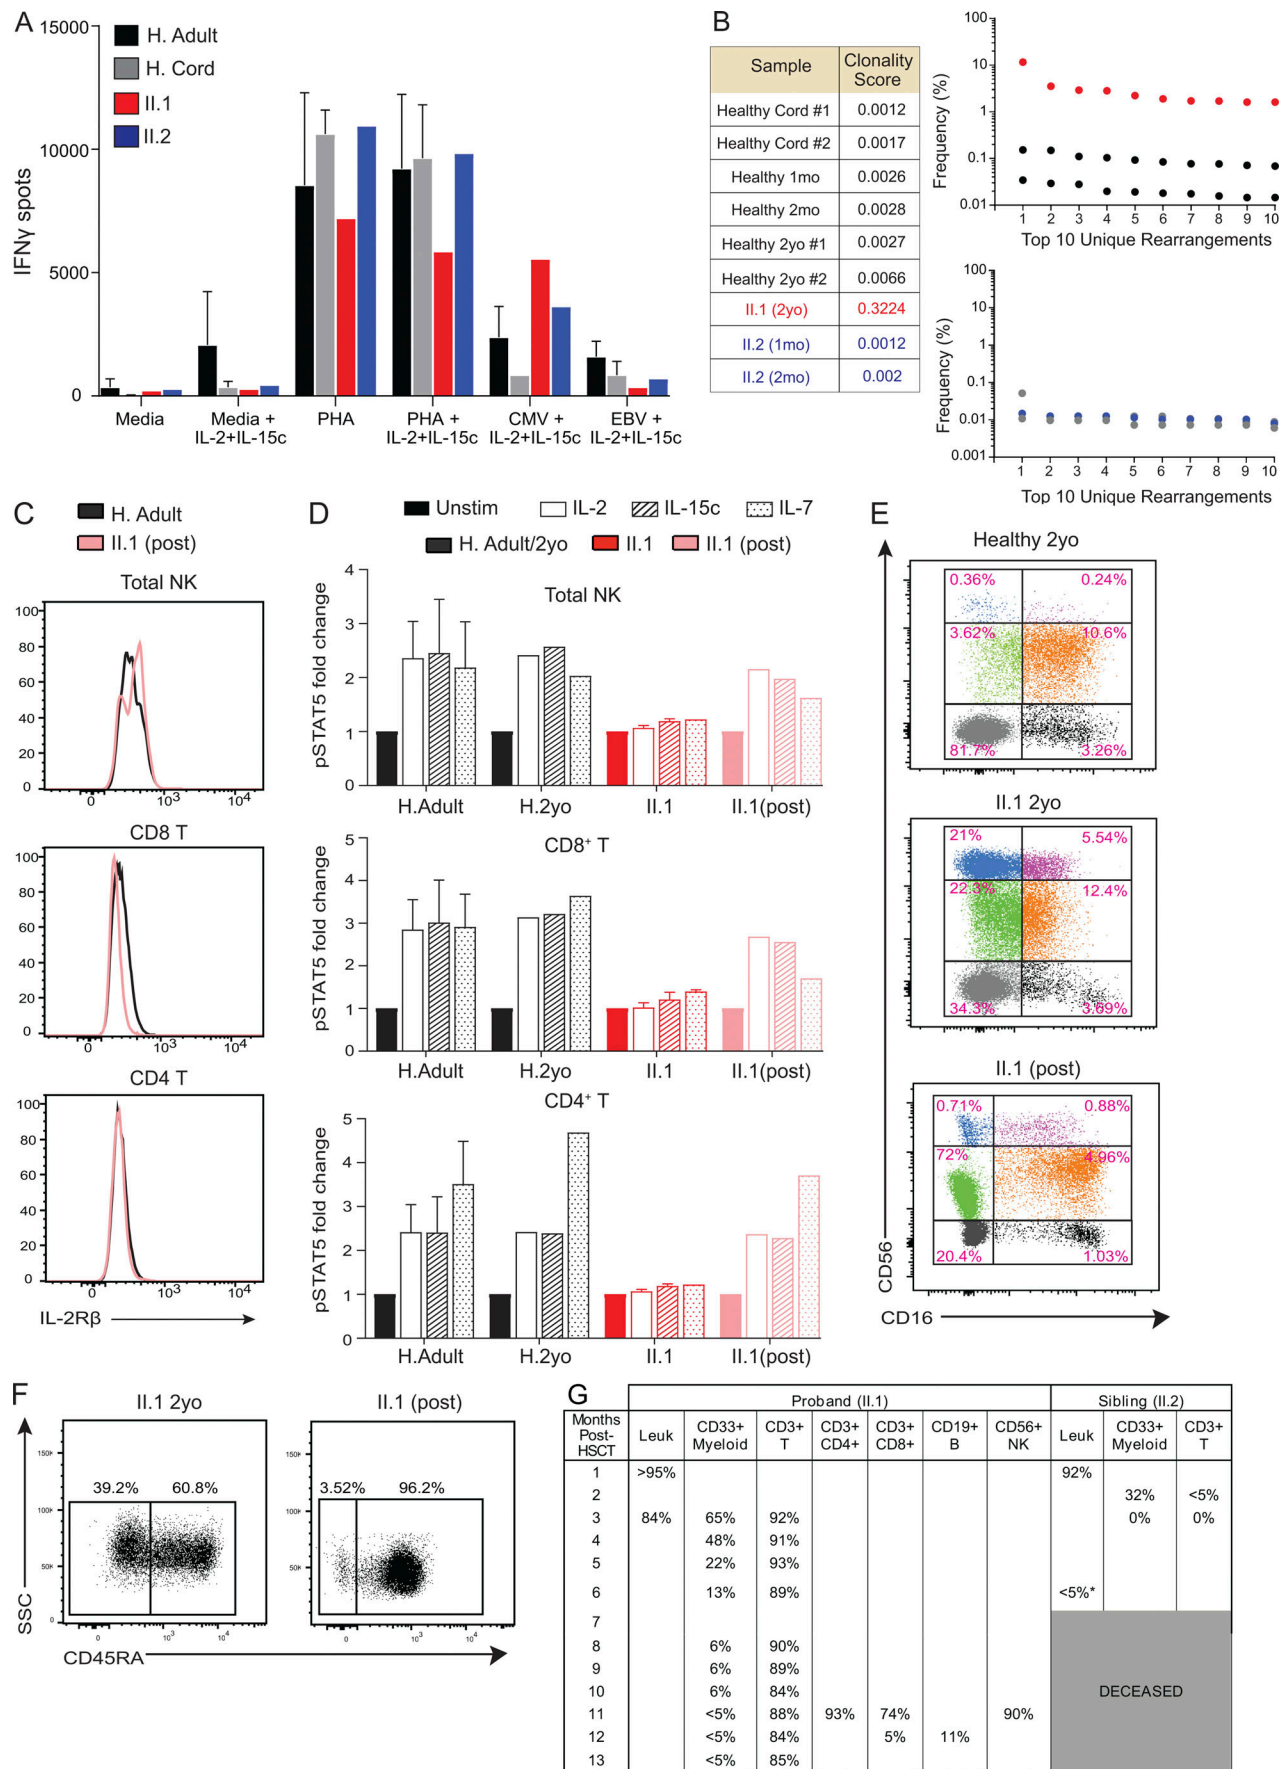 A
15000
10000
5000
0
IFNγ spots
H. Adult
H. Cord
II.1
II.2
Media
Media +
IL-2+IL-15c
PHA
PHA +
IL-2+IL-15c
CMV +
IL-2+IL-15c
EBV +
IL-2+IL-15c
B
Sample Clonality Score
Healthy Cord #1 0.0012
Healthy Cord #2 0.0017
Healthy 1mo 0.0026
Healthy 2mo 0.0028
Healthy 2yo #1 0.0027
Healthy 2yo #2 0.0066
II.1 (2yo) 0.3224
II.2 (1mo) 0.0012
II.2 (2mo) 0.002
Frequency (%)
100
10
1
0.1
0.01
1 2 3 4 5 6 7 8 9 10
Top 10 Unique Rearrangements
Frequency (%)
100
10
1
0.1
0.01
0.001
1 2 3 4 5 6 7 8 9 10
Top 10 Unique Rearrangements
C
H. Adult
II.1 (post)
Total NK
100
80
60
40
20
0
0 10³ 10⁴
CD8 T
100
80
60
40
20
0
0 10³ 10⁴
CD4 T
100
80
60
40
20
0
0 10³ 10⁴
IL-2Rβ
D
Unstim IL-2 IL-15c IL-7
H. Adult/2yo II.1 II.1 (post)
Total NK
pSTAT5 fold change
4
3
2
1
0
H.Adult H.2yo II.1 II.1(post)
CD8⁺ T
pSTAT5 fold change
5
4
3
2
1
0
H.Adult H.2yo II.1 II.1(post)
CD4⁺ T
pSTAT5 fold change
5
4
3
2
1
0
H.Adult H.2yo II.1 II.1(post)
E
Healthy 2yo
0.36% 0.24%
3.62% 10.6%
81.7% 3.26%
II.1 2yo
21% 5.54%
22.3% 12.4%
34.3% 3.69%
II.1 (post)
0.71% 0.88%
72% 4.96%
20.4% 1.03%
CD56
CD16
F
II.1 2yo
150K
100K
50K
39.2% 60.8%
0 10³ 10⁴
II.1 (post)
150K
100K
50K
3.52% 96.2%
0 10³ 10⁴
SSC
CD45RA
G
Proband (II.1) Sibling (II.2)
Months Post-HSCT Leuk CD33+ Myeloid CD3+ T CD3+ CD4+ CD3+ CD8+ CD19+ B CD56+ NK Leuk CD33+ Myeloid CD3+ T
1 >95% 92%
2 32% <5%
3 84% 65% 92% 0% 0%
4 48% 91%
5 22% 93%
6 13% 89% <5%*
7
8 6% 90%
9 6% 89%
10 6% 84% DECEASED
11 <5% 88% 93% 74% 90%
12 <5% 84% 5% 11%
13 <5% 85%